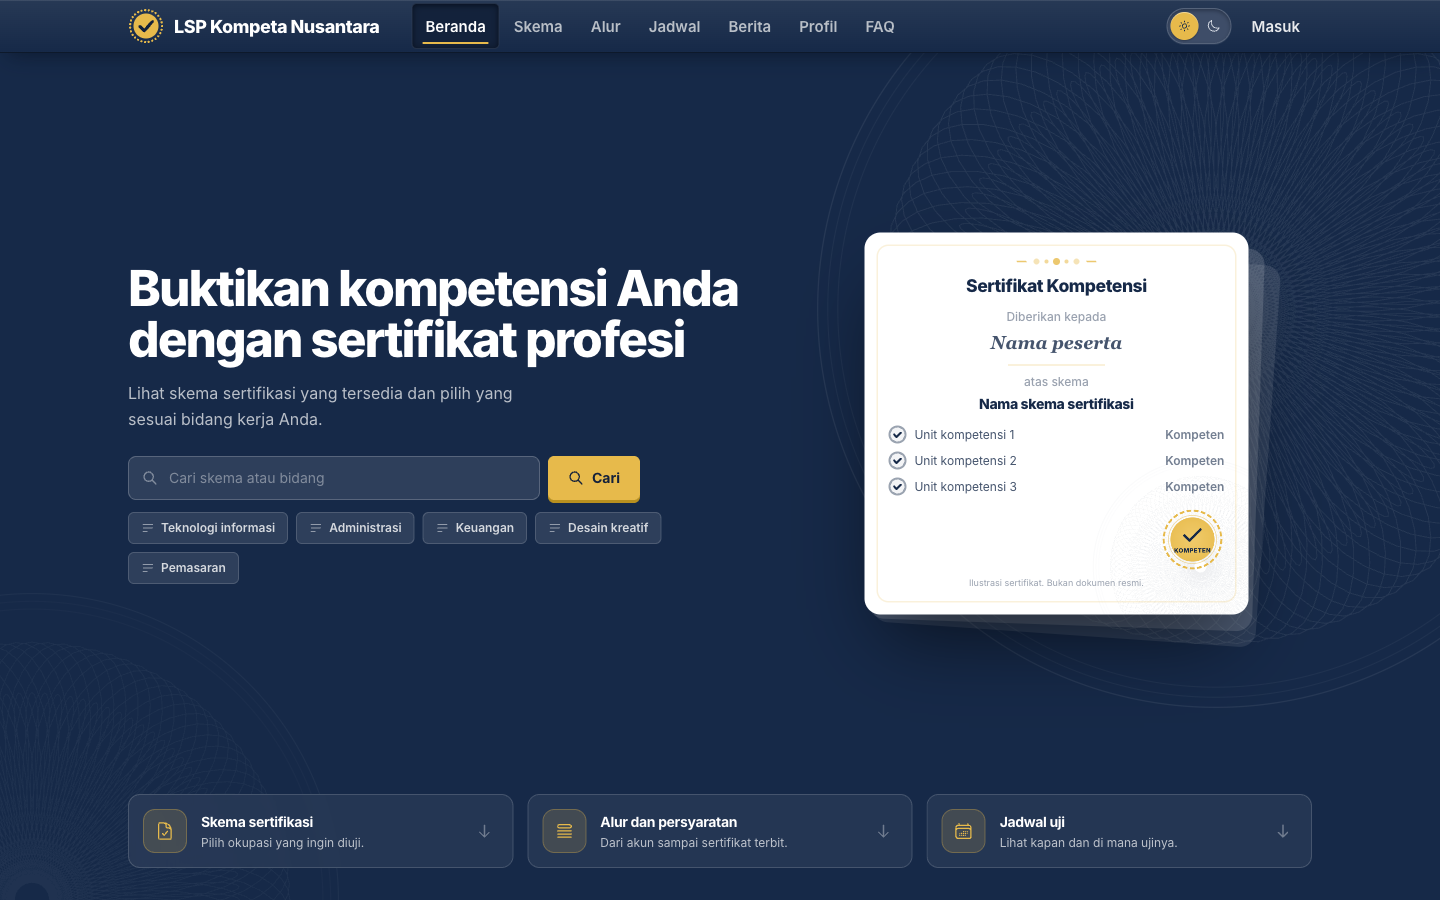 LSP Kompeta Nusantara
Beranda
Skema
Alur
Jadwal
Berita
Profil
FAQ
Masuk
Buktikan kompetensi Anda
dengan sertifikat profesi
Lihat skema sertifikasi yang tersedia dan pilih yang
sesuai bidang kerja Anda.
Cari skema atau bidang
Cari
Teknologi informasi
Administrasi
Keuangan
Desain kreatif
Pemasaran
Sertifikat Kompetensi
Diberikan kepada
Nama peserta
atas skema
Nama skema sertifikasi
Unit kompetensi 1 Kompeten
Unit kompetensi 2 Kompeten
Unit kompetensi 3 Kompeten
KOMPETEN
Ilustrasi sertifikat. Bukan dokumen resmi.
Skema sertifikasi
Pilih okupasi yang ingin diuji.
Alur dan persyaratan
Dari akun sampai sertifikat terbit.
Jadwal uji
Lihat kapan dan di mana ujinya.